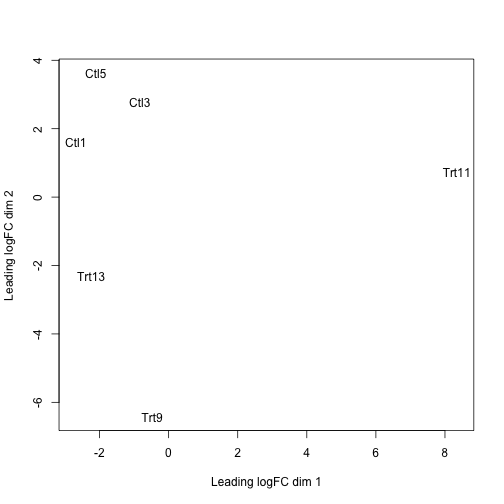 4
Ctl5
Ctl3
2
Ctl1
Trt11
0
Leading logFC dim 2
-2
Trt13
-4
-6
Trt9
-2 0 2 4 6 8
Leading logFC dim 1